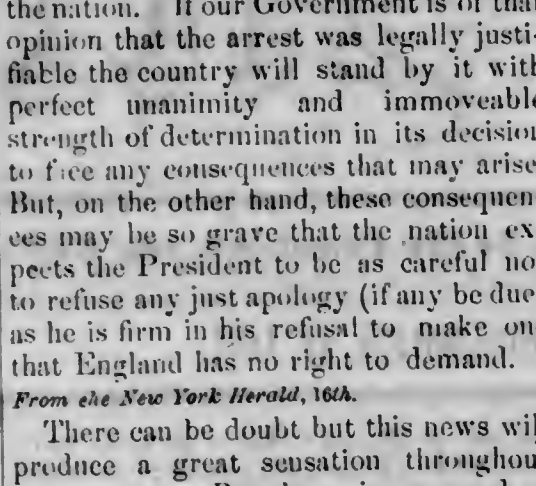 the nation. If our Government is of that
opinion that the arrest was legally justi-
fiable the country will stand by it with
perfect unanimity and immoveable
strength of determination in its decision
to face any consequences that may arise
But, on the other hand, these consequen
ces may be so grave that the nation ex
pects the President to be as careful no
to refuse any just apology (if any be due
as he is firm in his refusal to make on
that England has no right to demand.
From ehe New York Herald, 16th.
There can be doubt but this news wil
produce a great sensation throughou